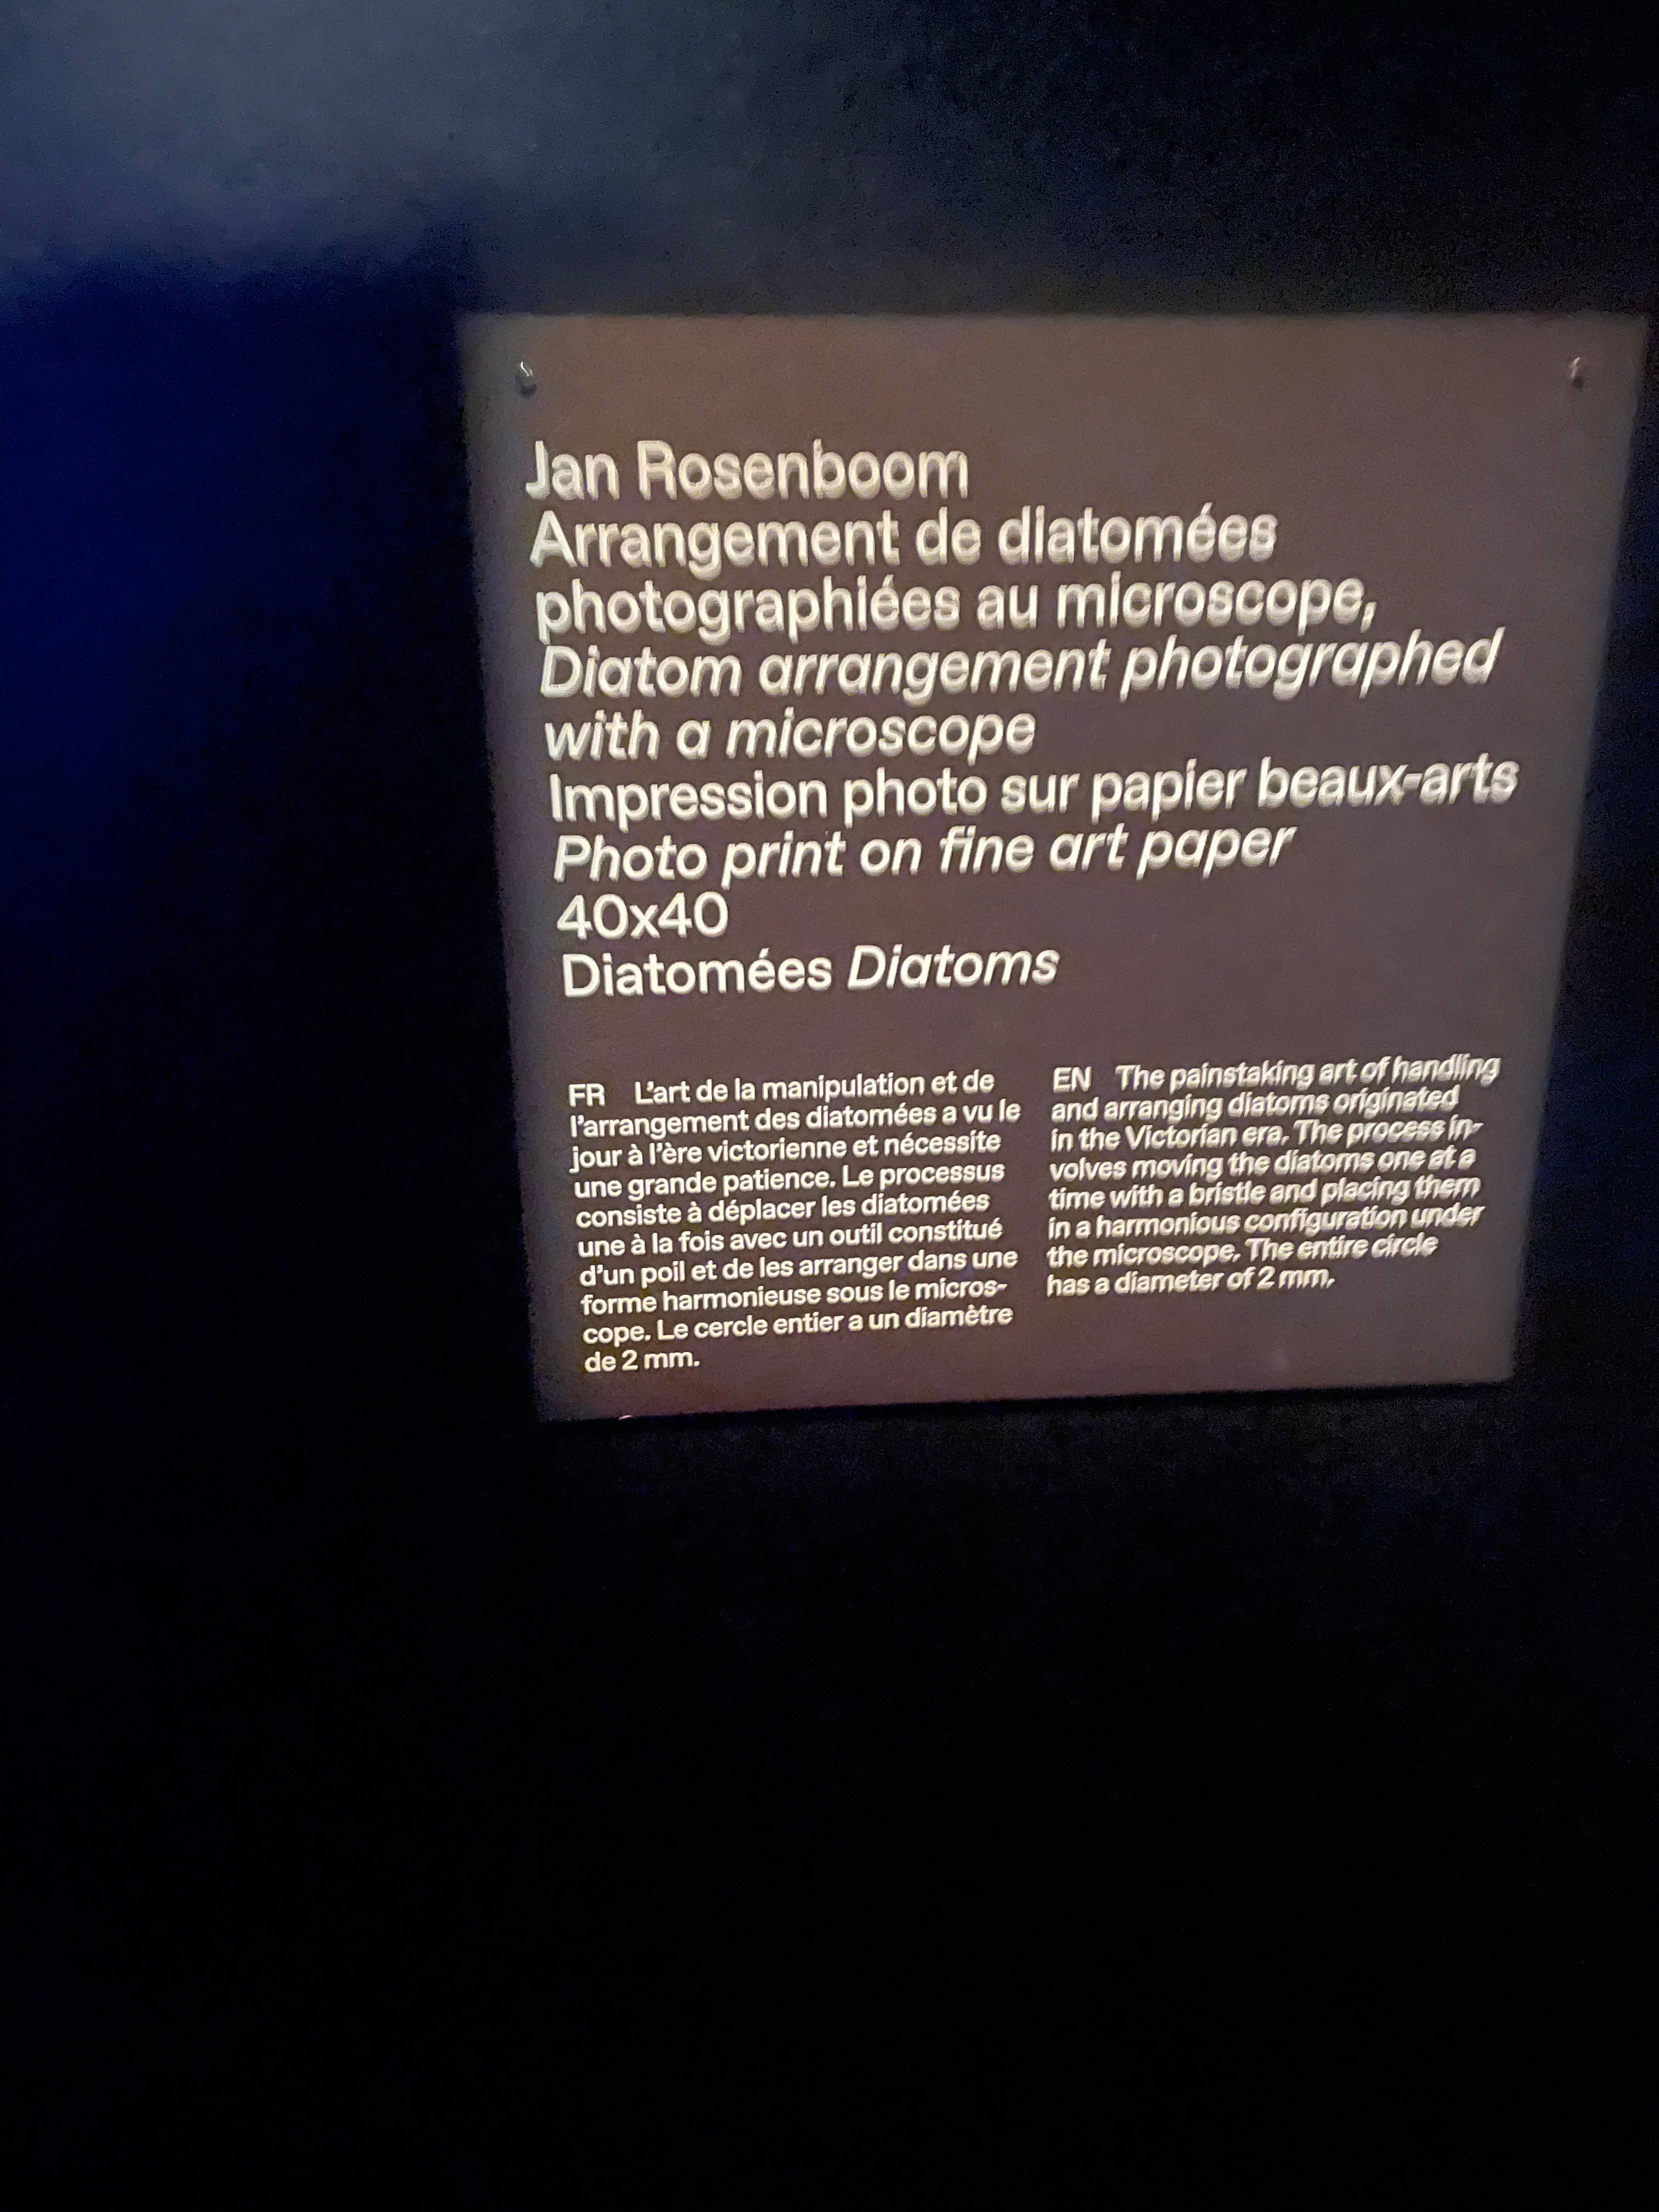 Jan Rosenboom
Arrangement de diatomées
photographiées au microscope,
Diatom arrangement photographed
with a microscope
Impression photo sur papier beaux-arts
Photo print on fine art paper
40x40
Diatomées Diatoms
FR L'art de la manipulation et de
l'arrangement des diatomées a vu le
jour à l'ère victorienne et nécessite
une grande patience. Le processus
consiste à déplacer les diatomées
une à la fois avec un outil constitué
d'un poil et de les arranger dans une
forme harmonieuse sous le micros-
cope. Le cercle entier a un diamètre
de 2 mm.
EN The painstaking art of handling
and arranging diatoms originated
in the Victorian era. The process in-
volves moving the diatoms one at a
time with a bristle and placing them
in a harmonious configuration under
the microscope. The entire circle
has a diameter of 2 mm.